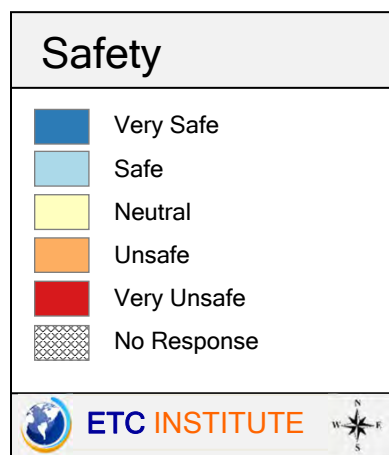 Safety
Very Safe
Safe
Neutral
Unsafe
Very Unsafe
No Response
ETC INSTITUTE
N
W E
S